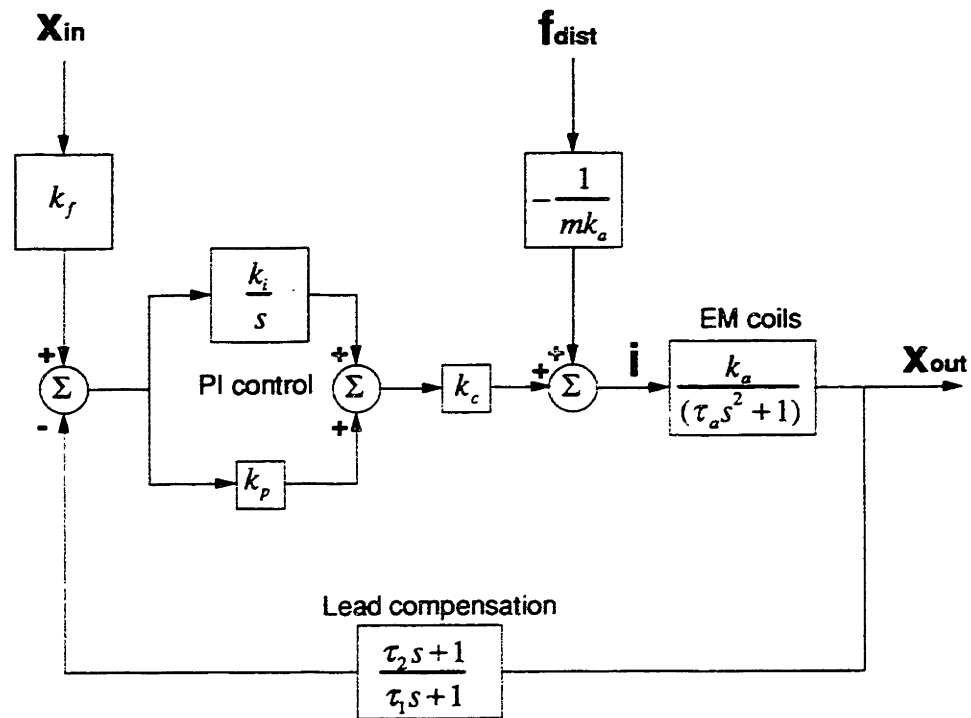 Xin
fdist
k_f
- 1/(mk_a)
k_i/s
EM coils
+
÷
+
÷
i
k_a/(τ_a s^2 + 1)
Xout
Σ
PI control
Σ
k_c
Σ
-
+
k_p
Lead compensation
τ_2 s + 1
τ_1 s + 1